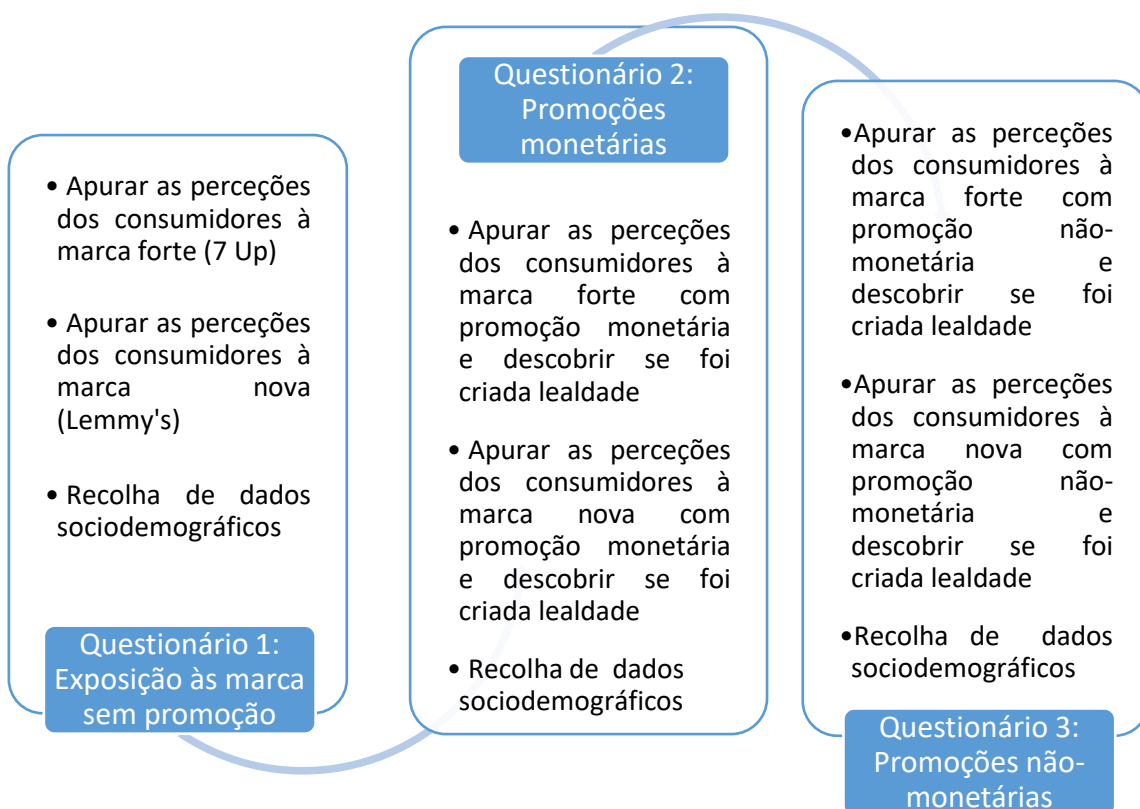 • Apurar as perceções
dos consumidores à
marca forte (7 Up)
• Apurar as perceções
dos consumidores à
marca nova
(Lemmy's)
• Recolha de dados
sociodemográficos
Questionário 1:
Exposição às marca
sem promoção
Questionário 2:
Promoções
monetárias
• Apurar as perceções
dos consumidores à
marca forte com
promoção monetária
e descobrir se foi
criada lealdade
• Apurar as perceções
dos consumidores à
marca nova com
promoção monetária
e descobrir se foi
criada lealdade
• Recolha de dados
sociodemográficos
•Apurar as perceções
dos consumidores à
marca forte com
promoção não-
monetária e
descobrir se foi
criada lealdade
•Apurar as perceções
dos consumidores à
marca nova com
promoção não-
monetária e
descobrir se foi
criada lealdade
•Recolha de dados
sociodemográficos
Questionário 3:
Promoções não-
monetárias